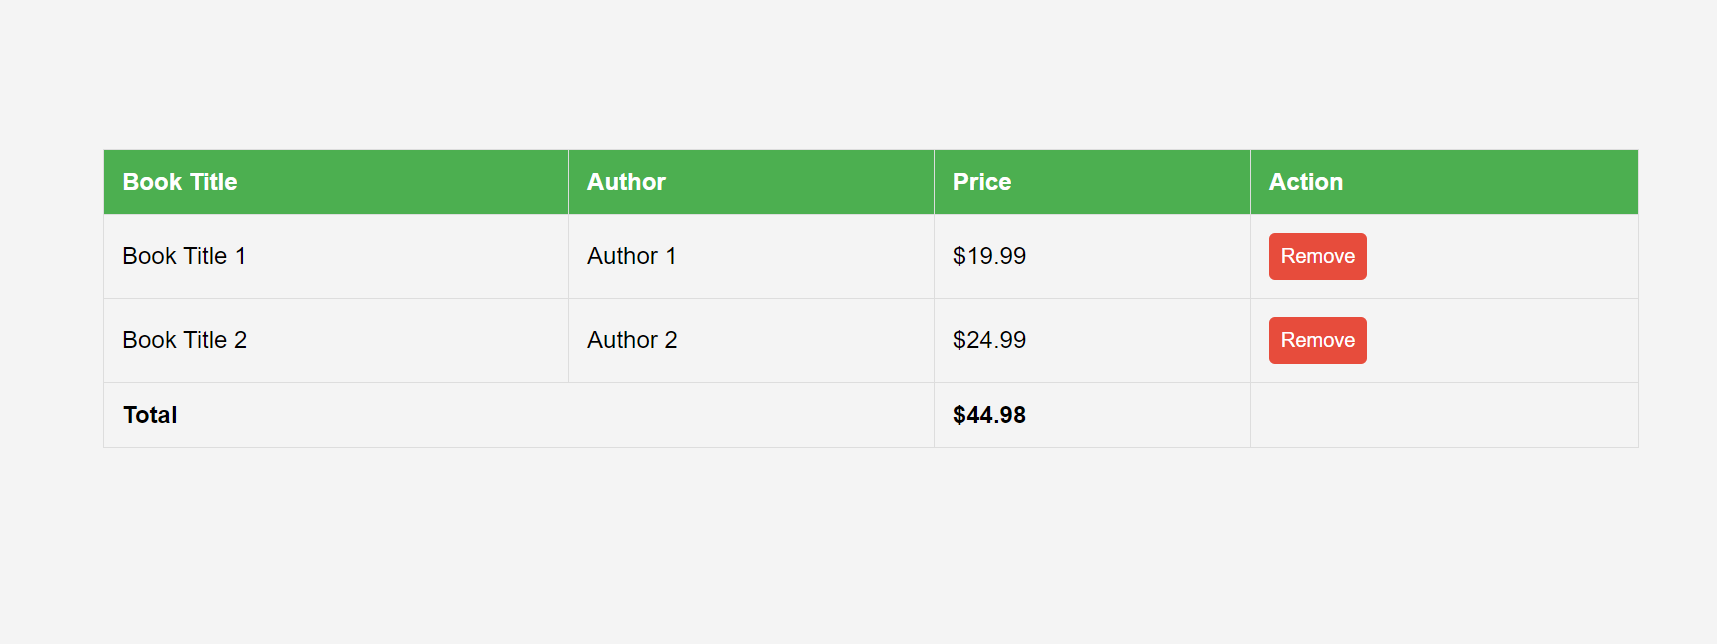 Book Title Author Price Action
Book Title 1 Author 1 $19.99 Remove
Book Title 2 Author 2 $24.99 Remove
Total $44.98